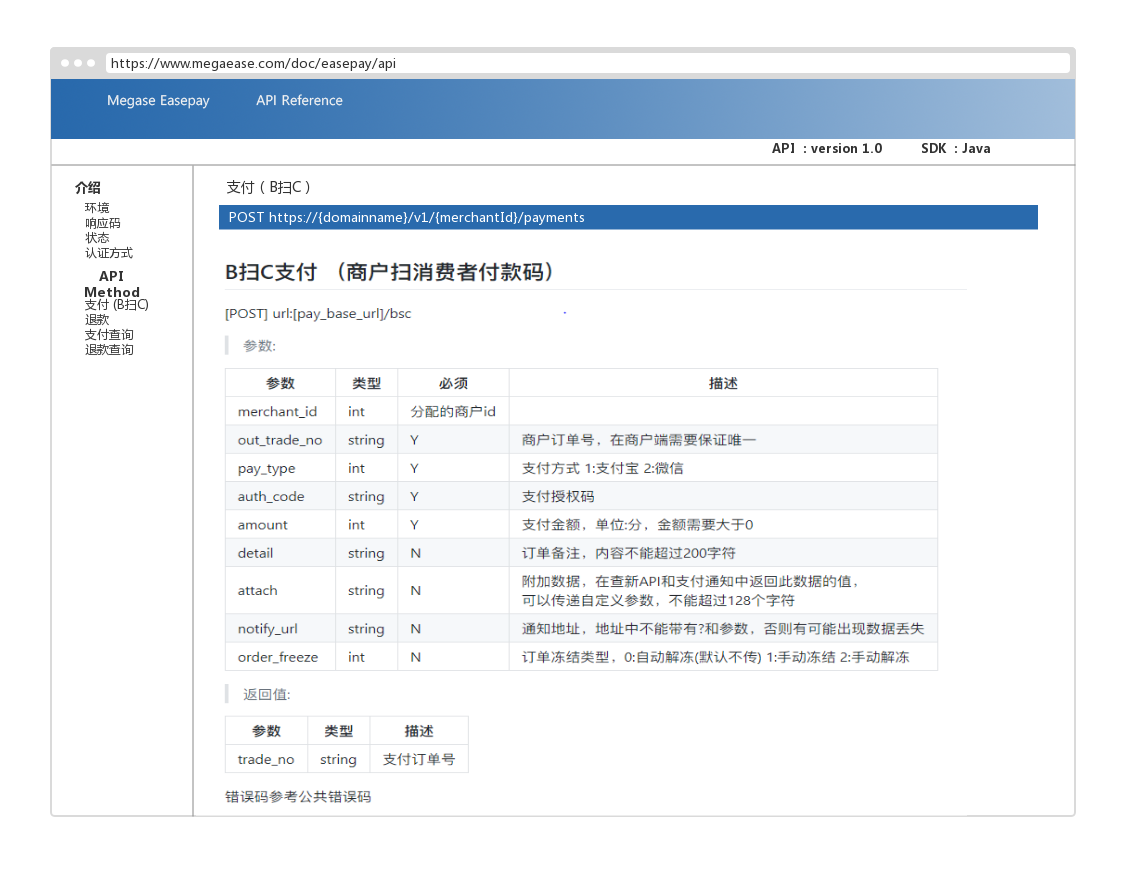 https://www.megaease.com/doc/easepay/api
Megase Easepay API Reference
API : version 1.0 SDK : Java
介绍
环境
响应码
状态
认证方式
API
Method
支付 (B扫C)
退款
支付查询
退款查询
支付 ( B扫C )
POST https://{domainname}/v1/{merchantId}/payments
B扫C支付 （商户扫消费者付款码）
[POST] url:[pay_base_url]/bsc
参数:
参数 类型 必须 描述
merchant_id int 分配的商户id
out_trade_no string Y 商户订单号，在商户端需要保证唯一
pay_type int Y 支付方式 1:支付宝 2:微信
auth_code string Y 支付授权码
amount int Y 支付金额，单位:分，金额需要大于0
detail string N 订单备注，内容不能超过200字符
attach string N 附加数据，在查新API和支付通知中返回此数据的值，
可以传递自定义参数，不能超过128个字符
notify_url string N 通知地址，地址中不能带有?和参数，否则有可能出现数据丢失
order_freeze int N 订单冻结类型，0:自动解冻(默认不传) 1:手动冻结 2:手动解冻
返回值:
参数 类型 描述
trade_no string 支付订单号
错误码参考公共错误码